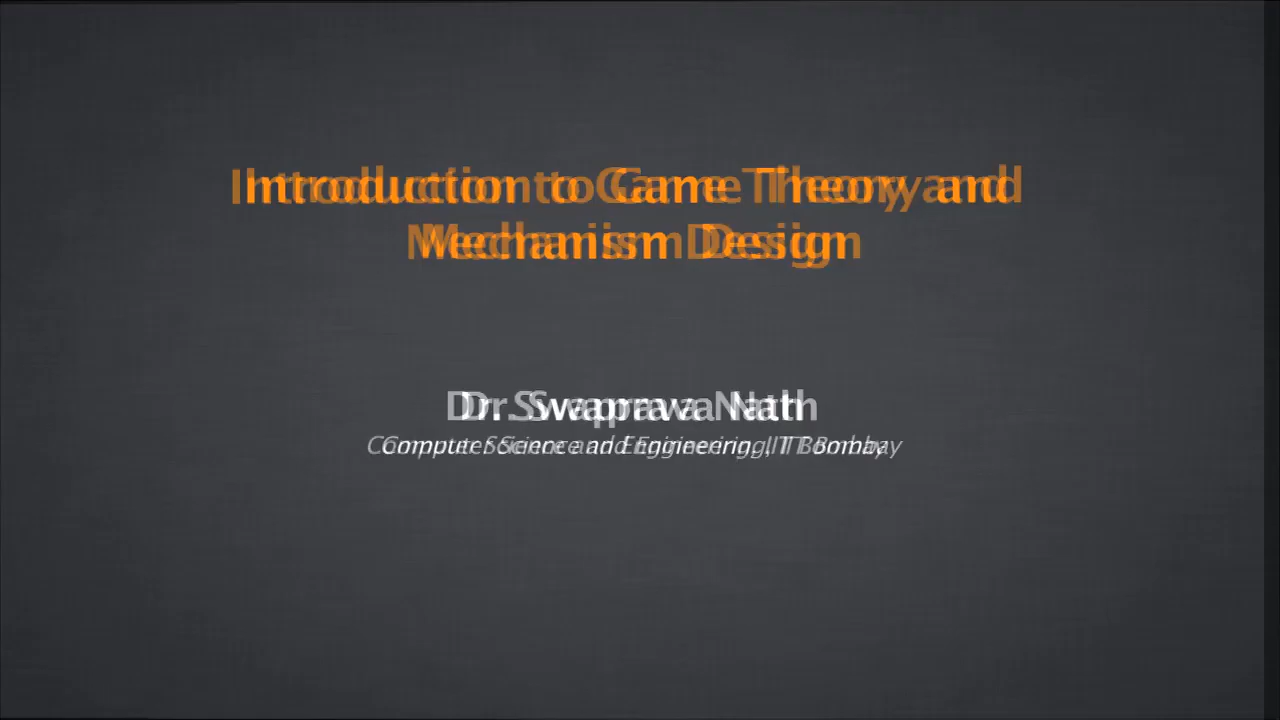 Introduction to Game Theory and
Mechanism Design
Dr. Swaprava Nath
Computer Science and Engineering, IIT Bombay